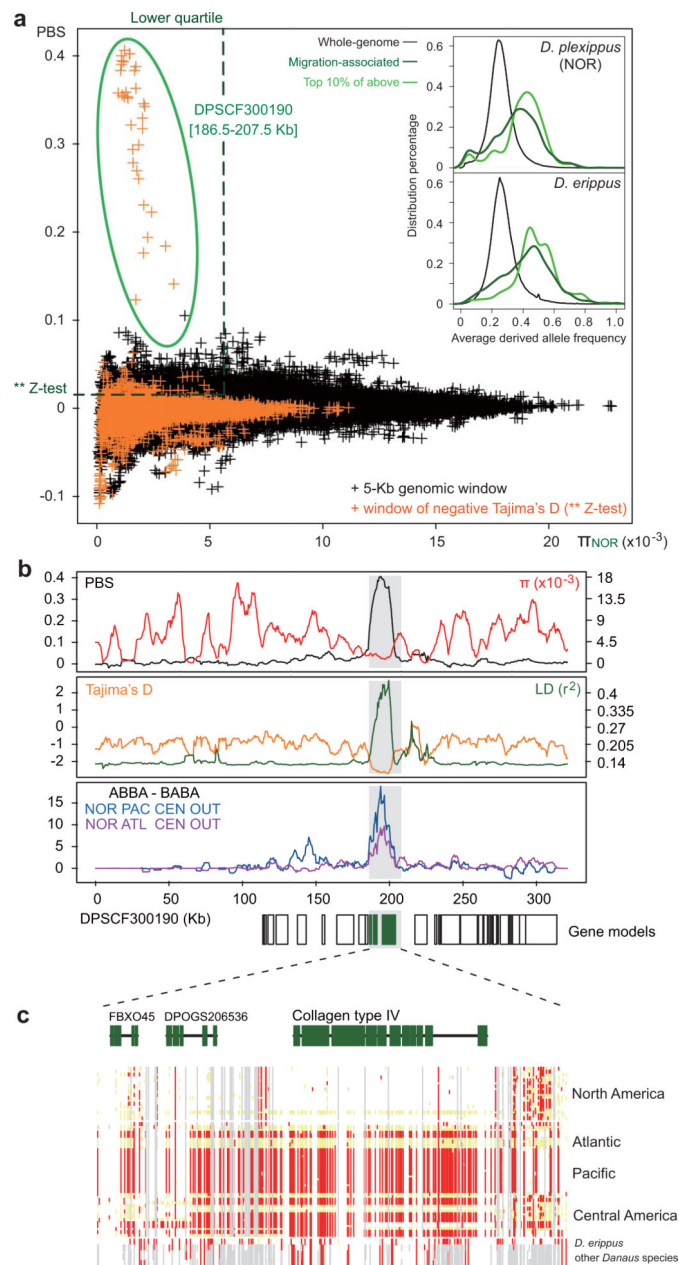 a
PBS
Lower quartile
0.4
0.3
0.2
0.1
0
-0.1
** Z-test
DPSCF300190
[186.5-207.5 Kb]
Whole-genome
Migration-associated
Top 10% of above
Distribution percentage
0.6
0.4
0.2
0
D. plexippus
(NOR)
0.6
0.4
0.2
0
D. erippus
0 0.2 0.4 0.6 0.8 1.0
Average derived allele frequency
+ 5-Kb genomic window
+ window of negative Tajima's D (** Z-test)
0 5 10 15 20 πNOR (x10-3)
b
PBS
π (x10-3)
0.4
0.3
0.2
0.1
0
18
13.5
9
4.5
0
Tajima's D
LD (r2)
2
1
0
-1
-2
0.4
0.335
0.27
0.205
0.14
ABBA - BABA
NOR PAC CEN OUT
NOR ATL CEN OUT
15
10
5
0
0 50 100 150 200 250 300
DPSCF300190 (Kb)
Gene models
c
FBXO45 DPOGS206536 Collagen type IV
North America
Atlantic
Pacific
Central America
D. erippus
other Danaus species